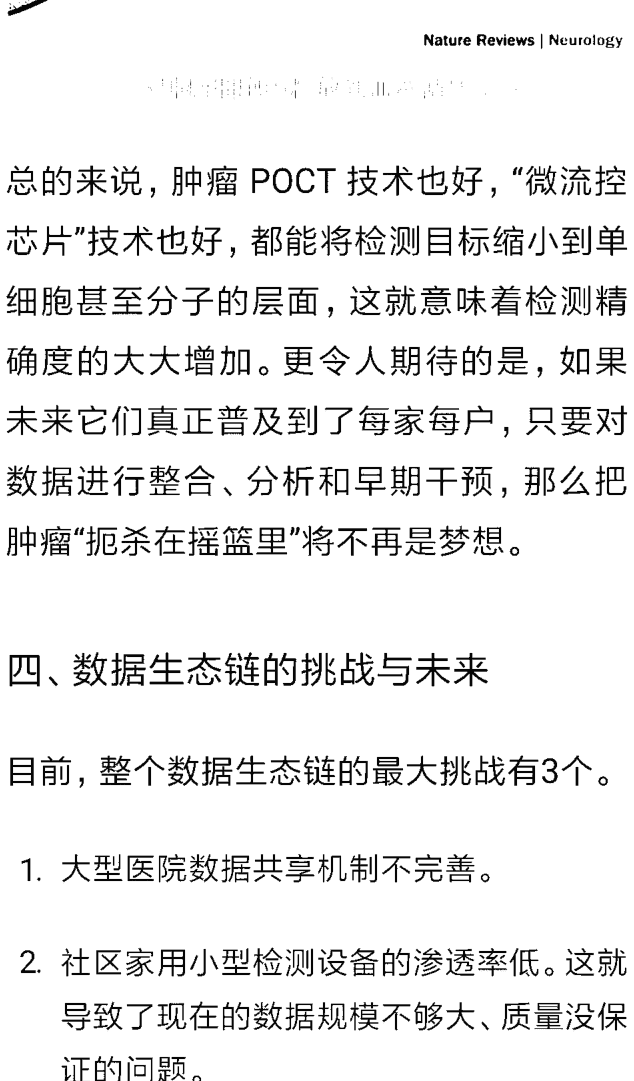 Nature Reviews | Neurology
总的来说，肿瘤 POCT 技术也好，“微流控
芯片”技术也好，都能将检测目标缩小到单
细胞甚至分子的层面，这就意味着检测精
确度的大大增加。更令人期待的是，如果
未来它们真正普及到了每家每户，只要对
数据进行整合、分析和早期干预，那么把
肿瘤“扼杀在摇篮里”将不再是梦想。
四、数据生态链的挑战与未来
目前，整个数据生态链的最大挑战有3个。
1. 大型医院数据共享机制不完善。
2. 社区家用小型检测设备的渗透率低。这就
导致了现在的数据规模不够大、质量没保
证的问题。